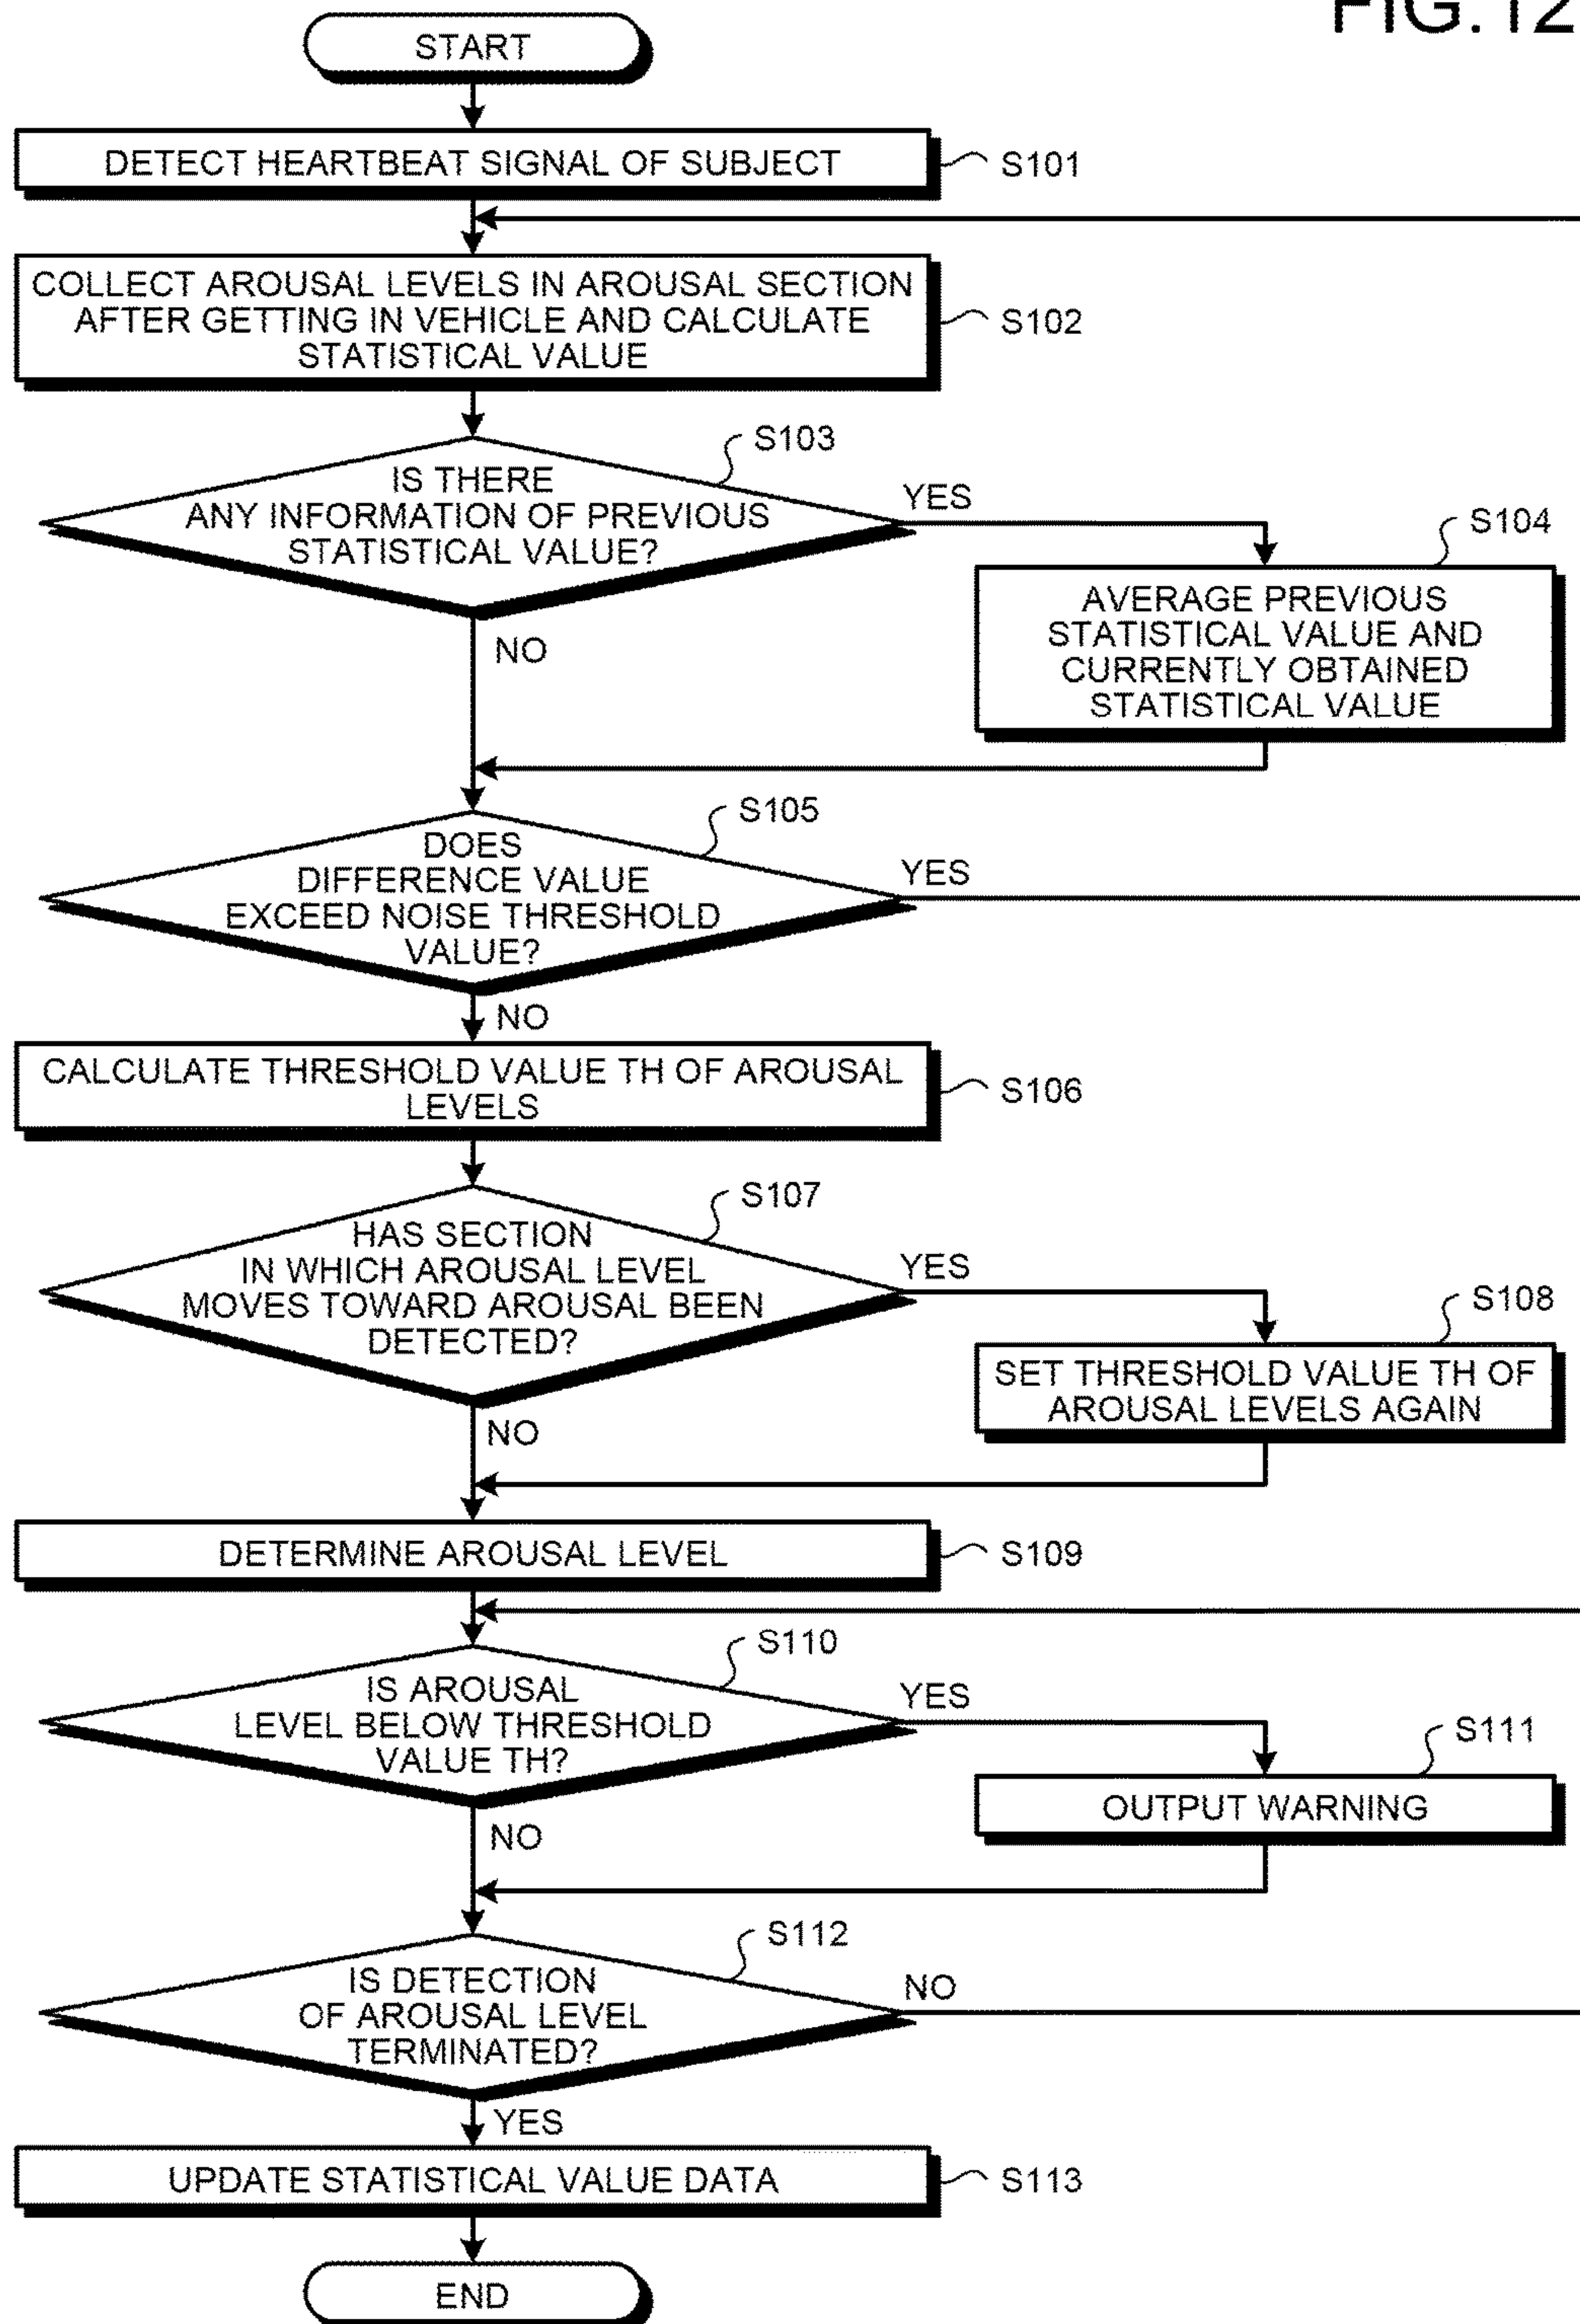 FIG.12
START
DETECT HEARTBEAT SIGNAL OF SUBJECT
S101
COLLECT AROUSAL LEVELS IN AROUSAL SECTION
AFTER GETTING IN VEHICLE AND CALCULATE
STATISTICAL VALUE
S102
S103
IS THERE
ANY INFORMATION OF PREVIOUS
STATISTICAL VALUE?
YES
NO
S104
AVERAGE PREVIOUS
STATISTICAL VALUE AND
CURRENTLY OBTAINED
STATISTICAL VALUE
S105
DOES
DIFFERENCE VALUE
EXCEED NOISE THRESHOLD
VALUE?
YES
NO
CALCULATE THRESHOLD VALUE TH OF AROUSAL
LEVELS
S106
S107
HAS SECTION
IN WHICH AROUSAL LEVEL
MOVES TOWARD AROUSAL BEEN
DETECTED?
YES
NO
S108
SET THRESHOLD VALUE TH OF
AROUSAL LEVELS AGAIN
DETERMINE AROUSAL LEVEL
S109
S110
IS AROUSAL
LEVEL BELOW THRESHOLD
VALUE TH?
YES
NO
S111
OUTPUT WARNING
S112
IS DETECTION
OF AROUSAL LEVEL
TERMINATED?
NO
YES
UPDATE STATISTICAL VALUE DATA
S113
END